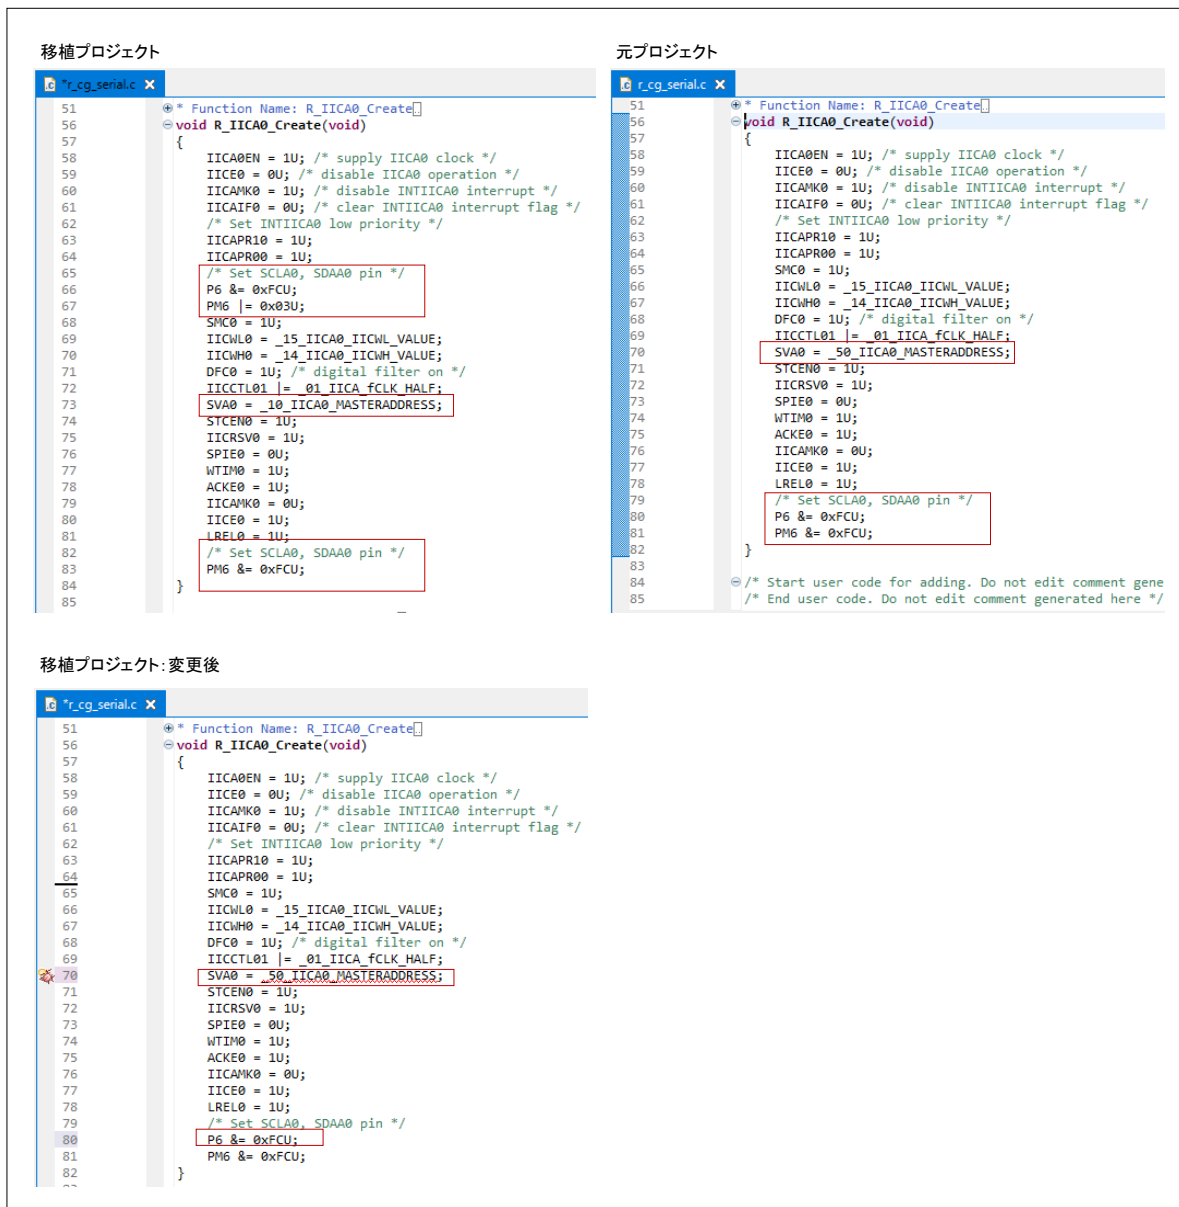 移植プロジェクト
*r_cg_serial.c
51 * Function Name: R_IICA0_Create
56 void R_IICA0_Create(void)
57 {
58 IICA0EN = 1U; /* supply IICA0 clock */
59 IICE0 = 0U; /* disable IICA0 operation */
60 IICAMK0 = 1U; /* disable INTIICA0 interrupt */
61 IICAIF0 = 0U; /* clear INTIICA0 interrupt flag */
62 /* Set INTIICA0 low priority */
63 IICAPR10 = 1U;
64 IICAPR00 = 1U;
65 /* Set SCLA0, SDAA0 pin */
66 P6 &= 0xFCU;
67 PM6 |= 0x03U;
68 SMC0 = 1U;
69 IICWL0 = _15_IICA0_IICWL_VALUE;
70 IICWH0 = _14_IICA0_IICWH_VALUE;
71 DFC0 = 1U; /* digital filter on */
72 IICCTL01 |= _01_IICA_fCLK_HALF;
73 SVA0 = _10_IICA0_MASTERADDRESS;
74 STCEN0 = 1U;
75 IICRSV0 = 1U;
76 SPIE0 = 0U;
77 WTIM0 = 1U;
78 ACKE0 = 1U;
79 IICAMK0 = 0U;
80 IICE0 = 1U;
81 LREL0 = 1U;
82 /* Set SCLA0, SDAA0 pin */
83 PM6 &= 0xFCU;
84 }
85
元プロジェクト
r_cg_serial.c
51 * Function Name: R_IICA0_Create
56 void R_IICA0_Create(void)
57 {
58 IICA0EN = 1U; /* supply IICA0 clock */
59 IICE0 = 0U; /* disable IICA0 operation */
60 IICAMK0 = 1U; /* disable INTIICA0 interrupt */
61 IICAIF0 = 0U; /* clear INTIICA0 interrupt flag */
62 /* Set INTIICA0 low priority */
63 IICAPR10 = 1U;
64 IICAPR00 = 1U;
65 SMC0 = 1U;
66 IICWL0 = _15_IICA0_IICWL_VALUE;
67 IICWH0 = _14_IICA0_IICWH_VALUE;
68 DFC0 = 1U; /* digital filter on */
69 IICCTL01 |= _01_IICA_fCLK_HALF;
70 SVA0 = _50_IICA0_MASTERADDRESS;
71 STCEN0 = 1U;
72 IICRSV0 = 1U;
73 SPIE0 = 0U;
74 WTIM0 = 1U;
75 ACKE0 = 1U;
76 IICAMK0 = 0U;
77 IICE0 = 1U;
78 LREL0 = 1U;
79 /* Set SCLA0, SDAA0 pin */
80 P6 &= 0xFCU;
81 PM6 &= 0xFCU;
82 }
83
84 /* Start user code for adding. Do not edit comment gene
85 /* End user code. Do not edit comment generated here */
移植プロジェクト：変更後
*r_cg_serial.c
51 * Function Name: R_IICA0_Create
56 void R_IICA0_Create(void)
57 {
58 IICA0EN = 1U; /* supply IICA0 clock */
59 IICE0 = 0U; /* disable IICA0 operation */
60 IICAMK0 = 1U; /* disable INTIICA0 interrupt */
61 IICAIF0 = 0U; /* clear INTIICA0 interrupt flag */
62 /* Set INTIICA0 low priority */
63 IICAPR10 = 1U;
64 IICAPR00 = 1U;
65 SMC0 = 1U;
66 IICWL0 = _15_IICA0_IICWL_VALUE;
67 IICWH0 = _14_IICA0_IICWH_VALUE;
68 DFC0 = 1U; /* digital filter on */
69 IICCTL01 |= _01_IICA_fCLK_HALF;
70 SVA0 = _50_IICA0_MASTERADDRESS;
71 STCEN0 = 1U;
72 IICRSV0 = 1U;
73 SPIE0 = 0U;
74 WTIM0 = 1U;
75 ACKE0 = 1U;
76 IICAMK0 = 0U;
77 IICE0 = 1U;
78 LREL0 = 1U;
79 /* Set SCLA0, SDAA0 pin */
80 P6 &= 0xFCU;
81 PM6 &= 0xFCU;
82 }